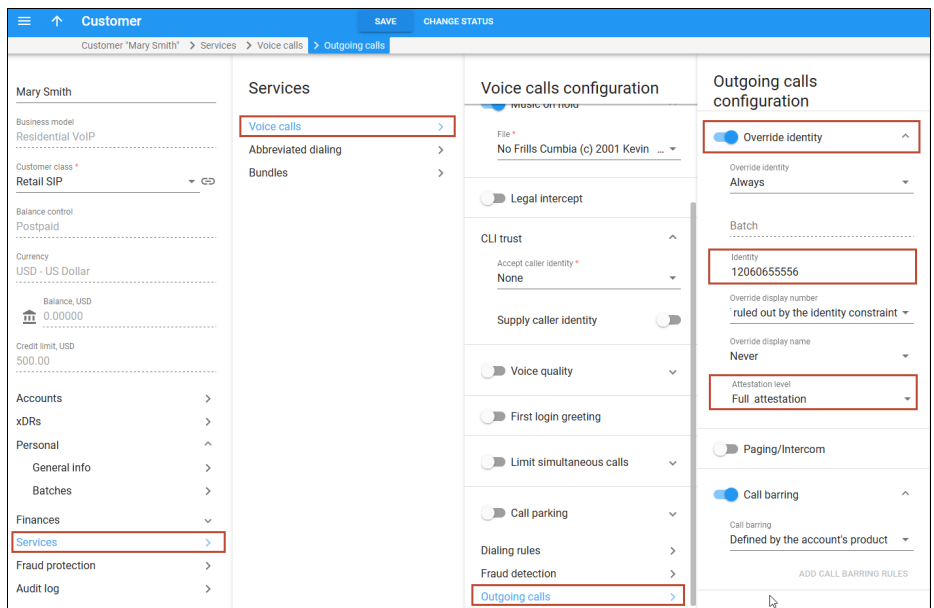 Customer
SAVE
CHANGE STATUS
Customer "Mary Smith" > Services > Voice calls > Outgoing calls
Mary Smith
Business model
Residential VoIP
Customer class *
Retail SIP
Balance control
Postpaid
Currency
USD - US Dollar
Balance, USD
0.00000
Credit limit, USD
500.00
Accounts
xDRs
Personal
General info
Batches
Finances
Services
Fraud protection
Audit log
Services
Voice calls
Abbreviated dialing
Bundles
Voice calls configuration
Music on hold
File *
No Frills Cumbia (c) 2001 Kevin ...
Legal intercept
CLI trust
Accept caller identity *
None
Supply caller identity
Voice quality
First login greeting
Limit simultaneous calls
Call parking
Dialing rules
Fraud detection
Outgoing calls
Outgoing calls
configuration
Override identity
Override identity
Always
Batch
Identity
12060655556
Override display number
ruled out by the identity constraint
Override display name
Never
Attestation level
Full attestation
Paging/Intercom
Call barring
Call barring
Defined by the account's product
ADD CALL BARRING RULES